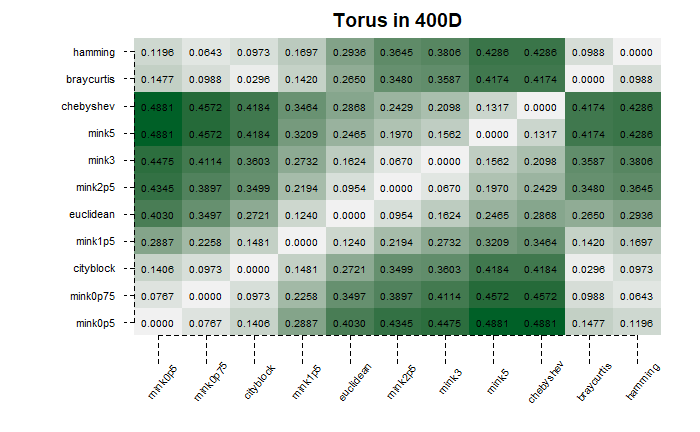 Torus in 400D
hamming 0.1196 0.0643 0.0973 0.1697 0.2936 0.3645 0.3806 0.4286 0.4286 0.0988 0.0000
braycurtis 0.1477 0.0988 0.0296 0.1420 0.2650 0.3480 0.3587 0.4174 0.4174 0.0000 0.0988
chebyshev 0.4881 0.4572 0.4184 0.3464 0.2868 0.2429 0.2098 0.1317 0.0000 0.4174 0.4286
mink5 0.4881 0.4572 0.4184 0.3209 0.2465 0.1970 0.1562 0.0000 0.1317 0.4174 0.4286
mink3 0.4475 0.4114 0.3603 0.2732 0.1624 0.0670 0.0000 0.1562 0.2098 0.3587 0.3806
mink2p5 0.4345 0.3897 0.3499 0.2194 0.0954 0.0000 0.0670 0.1970 0.2429 0.3480 0.3645
euclidean 0.4030 0.3497 0.2721 0.1240 0.0000 0.0954 0.1624 0.2465 0.2868 0.2650 0.2936
mink1p5 0.2887 0.2258 0.1481 0.0000 0.1240 0.2194 0.2732 0.3209 0.3464 0.1420 0.1697
cityblock 0.1406 0.0973 0.0000 0.1481 0.2721 0.3499 0.3603 0.4184 0.4184 0.0296 0.0973
mink0p75 0.0767 0.0000 0.0973 0.2258 0.3497 0.3897 0.4114 0.4572 0.4572 0.0988 0.0643
mink0p5 0.0000 0.0767 0.1406 0.2887 0.4030 0.4345 0.4475 0.4881 0.4881 0.1477 0.1196
mink0p5 mink0p75 cityblock mink1p5 euclidean mink2p5 mink3 mink5 chebyshev braycurtis hamming